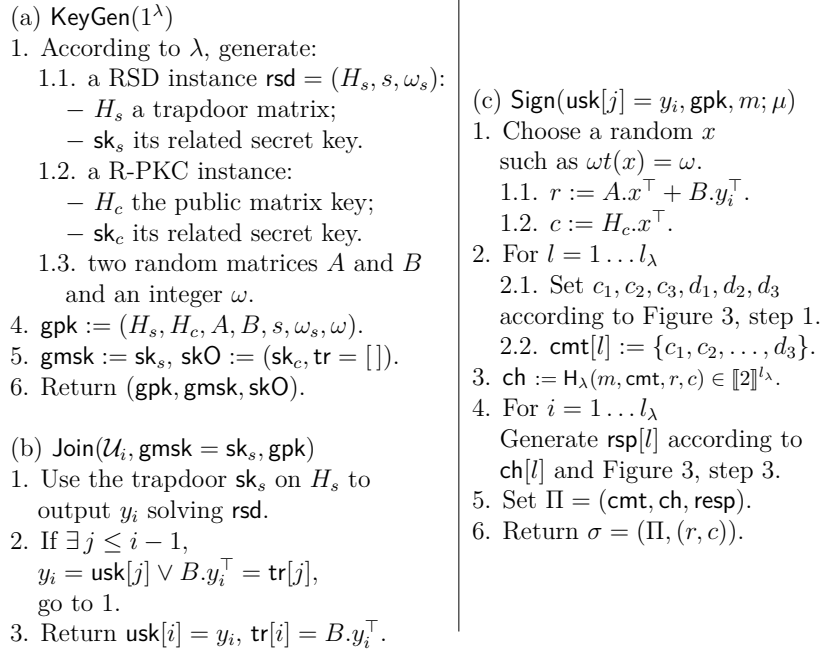 (a) KeyGen(1^λ)
1. According to λ, generate:
1.1. a RSD instance rsd = (H_s, s, ω_s):
– H_s a trapdoor matrix;
– sk_s its related secret key.
1.2. a R-PKC instance:
– H_c the public matrix key;
– sk_c its related secret key.
1.3. two random matrices A and B
and an integer ω.
4. gpk := (H_s, H_c, A, B, s, ω_s, ω).
5. gmsk := sk_s, skO := (sk_c, tr = [ ]).
6. Return (gpk, gmsk, skO).
(b) Join(𝒰_i, gmsk = sk_s, gpk)
1. Use the trapdoor sk_s on H_s to
output y_i solving rsd.
2. If ∃ j ≤ i − 1,
y_i = usk[j] ∨ B.y_i^⊤ = tr[j],
go to 1.
3. Return usk[i] = y_i, tr[i] = B.y_i^⊤.
(c) Sign(usk[j] = y_i, gpk, m; μ)
1. Choose a random x
such as ωt(x) = ω.
1.1. r := A.x^⊤ + B.y_i^⊤.
1.2. c := H_c.x^⊤.
2. For l = 1 … l_λ
2.1. Set c_1, c_2, c_3, d_1, d_2, d_3
according to Figure 3, step 1.
2.2. cmt[l] := {c_1, c_2, …, d_3}.
3. ch := H_λ(m, cmt, r, c) ∈ ⟦2⟧^{l_λ}.
4. For i = 1 … l_λ
Generate rsp[l] according to
ch[l] and Figure 3, step 3.
5. Set Π = (cmt, ch, resp).
6. Return σ = (Π, (r, c)).